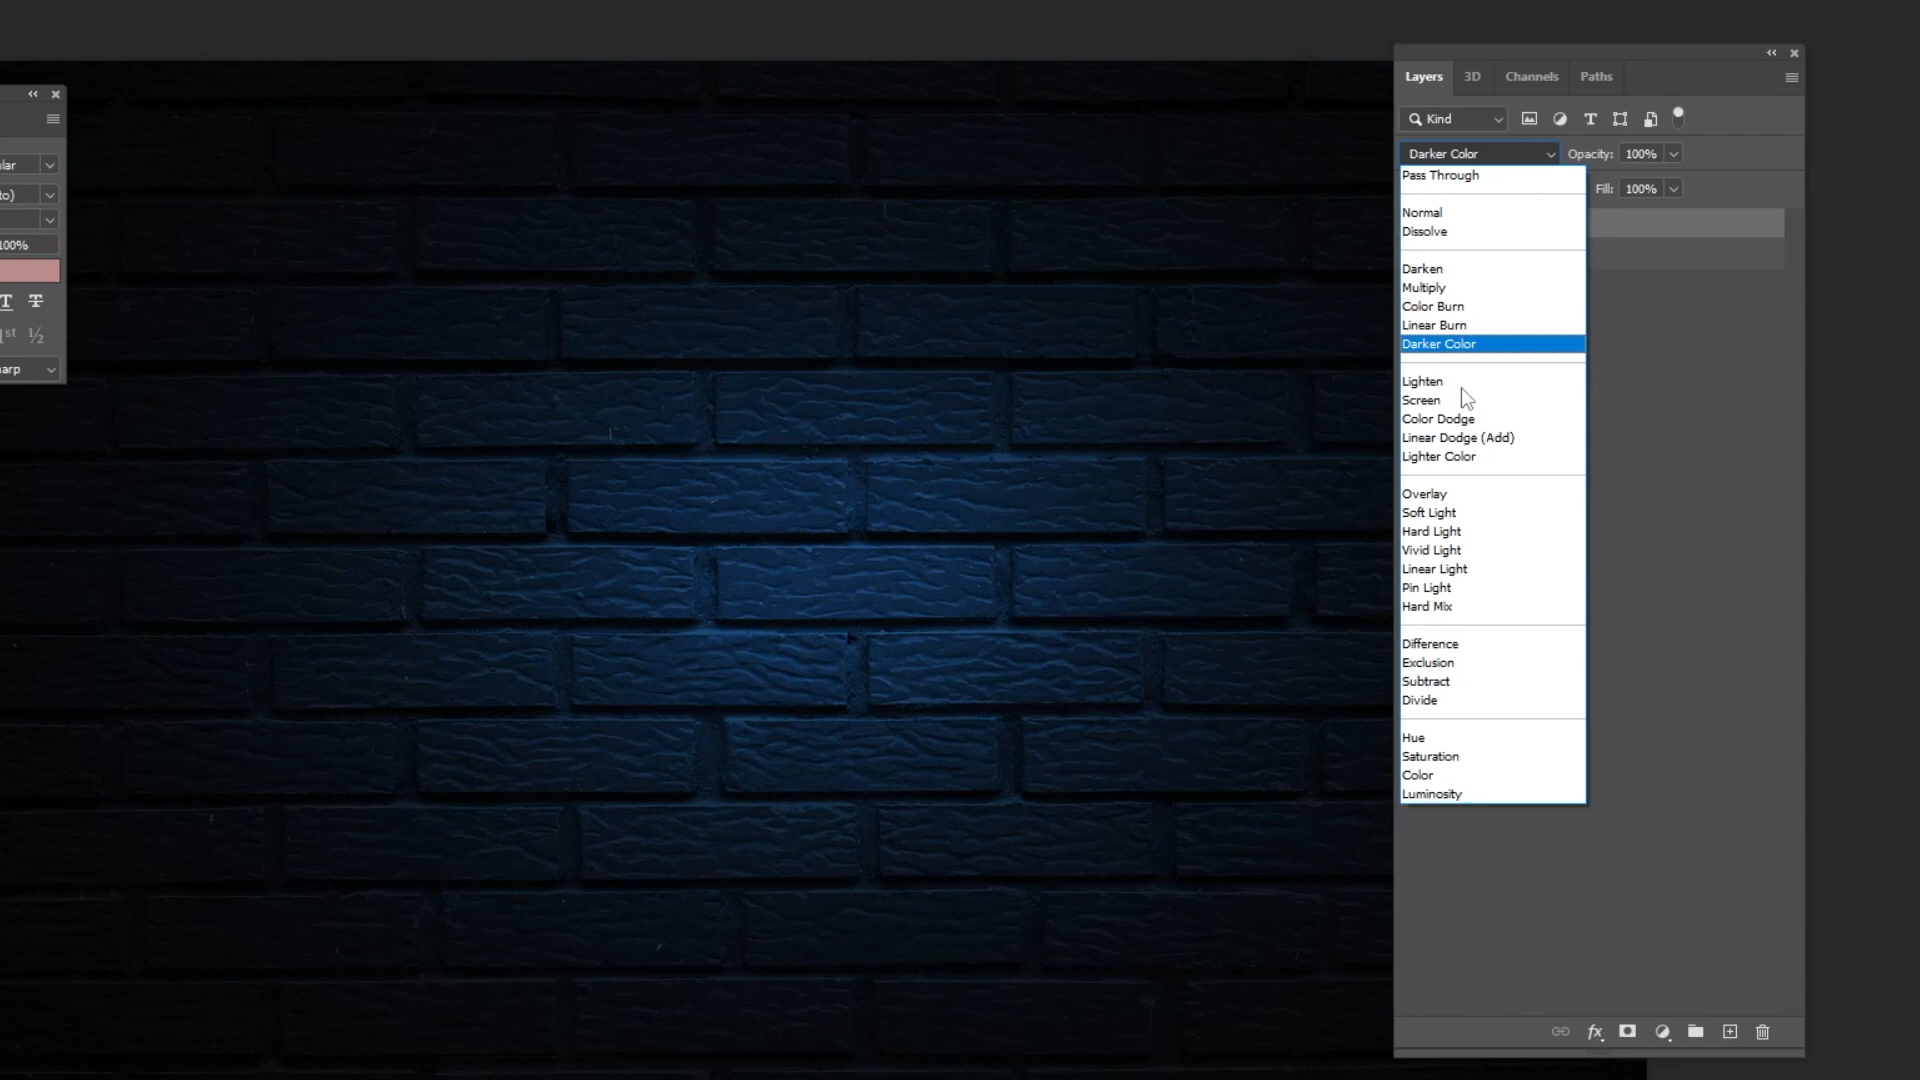 Layers 3D Channels Paths
Kind
Darker Color Opacity: 100%
Fill: 100%
Pass Through
Normal
Dissolve
Darken
Multiply
Color Burn
Linear Burn
Darker Color
Lighten
Screen
Color Dodge
Linear Dodge (Add)
Lighter Color
Overlay
Soft Light
Hard Light
Vivid Light
Linear Light
Pin Light
Hard Mix
Difference
Exclusion
Subtract
Divide
Hue
Saturation
Color
Luminosity
lar
to)
100%
T T
1st ½
arp
fx